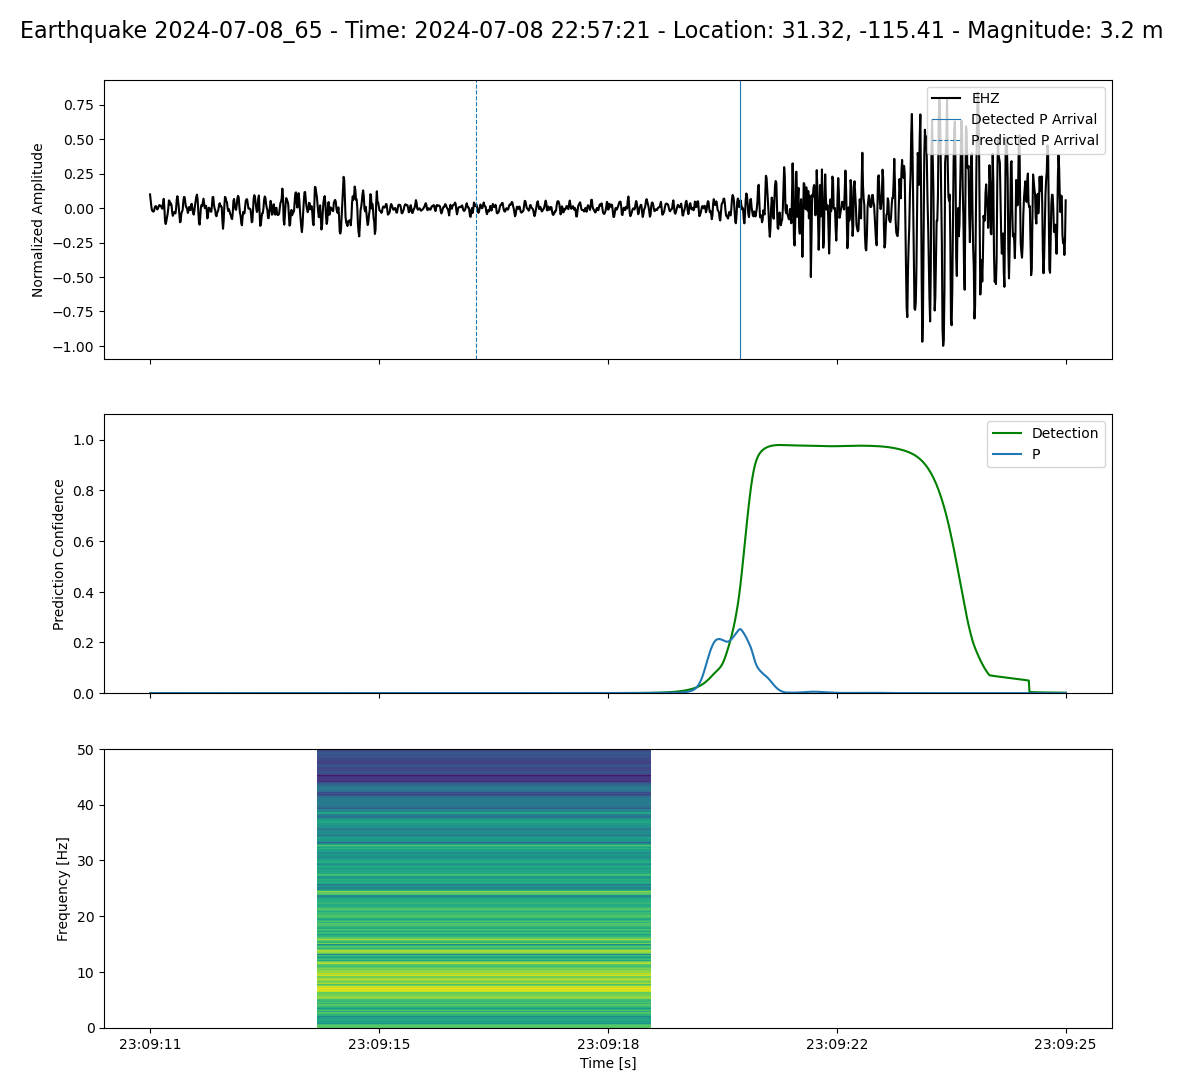 Earthquake 2024-07-08_65 - Time: 2024-07-08 22:57:21 - Location: 31.32, -115.41 - Magnitude: 3.2 m
EHZ
Detected P Arrival
Predicted P Arrival
0.75
0.50
0.25
0.00
−0.25
−0.50
−0.75
−1.00
Normalized Amplitude
Detection
P
1.0
0.8
0.6
0.4
0.2
0.0
Prediction Confidence
50
40
30
20
10
0
Frequency [Hz]
23:09:11 23:09:15 23:09:18 23:09:22 23:09:25
Time [s]